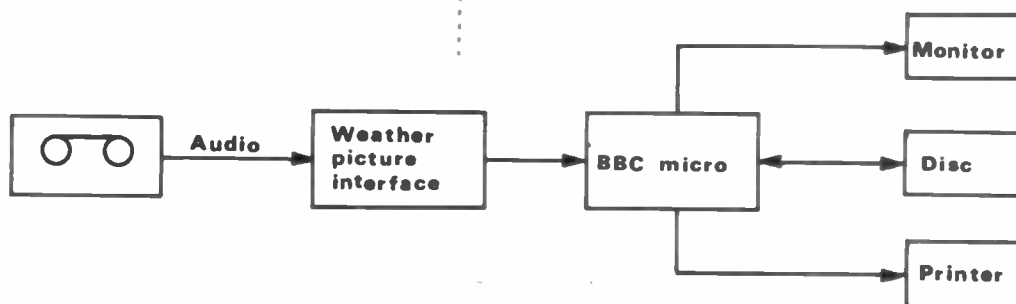 Monitor
Audio
Weather
picture
interface
BBC micro
Disc
Printer